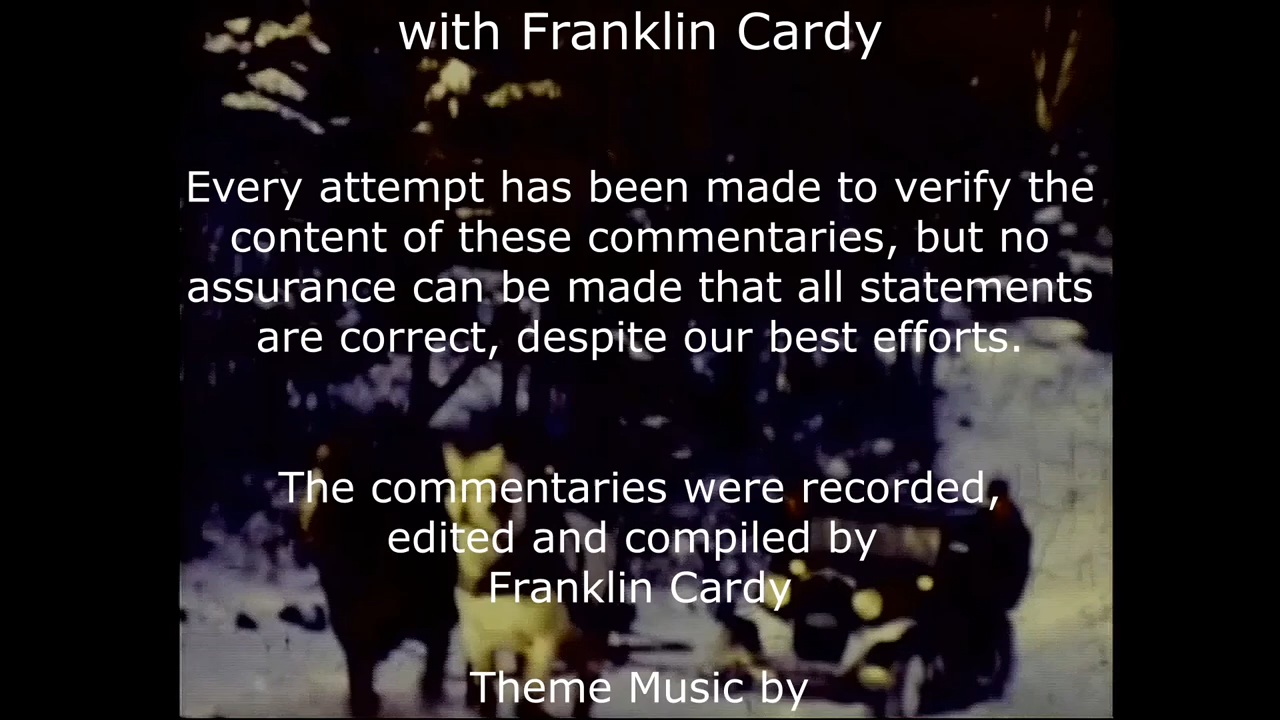 with Franklin Cardy
Every attempt has been made to verify the
content of these commentaries, but no
assurance can be made that all statements
are correct, despite our best efforts.
The commentaries were recorded,
edited and compiled by
Franklin Cardy
Theme Music by